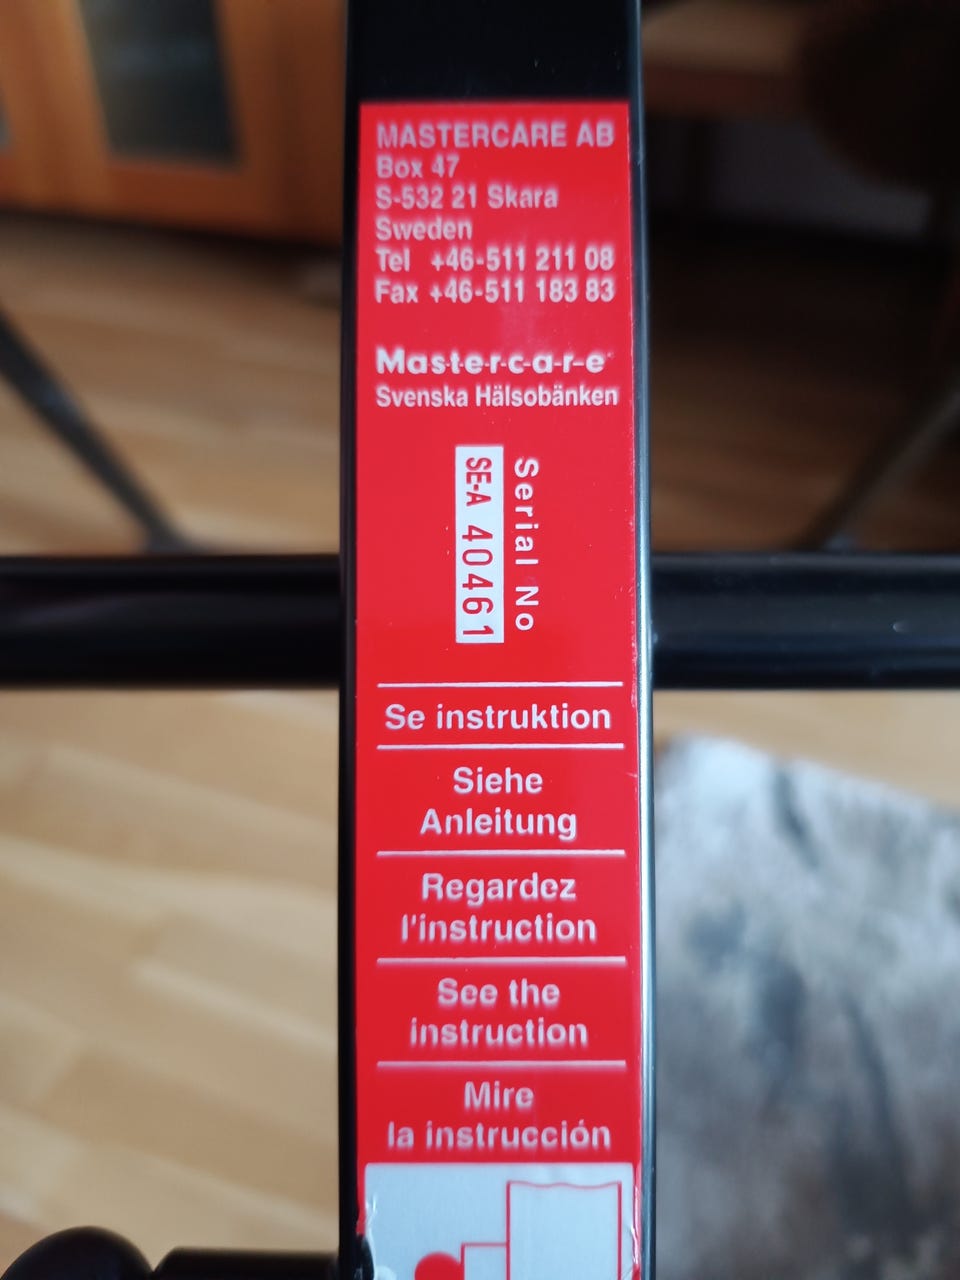 MASTERCARE AB
Box 47
S-532 21 Skara
Sweden
Tel +46-511 211 08
Fax +46-511 183 83
Mastercare
Svenska Hälsobänken
Serial No
SE-A 40461
Se instruktion
Siehe
Anleitung
Regardez
l'instruction
See the
instruction
Mire
la instrucción